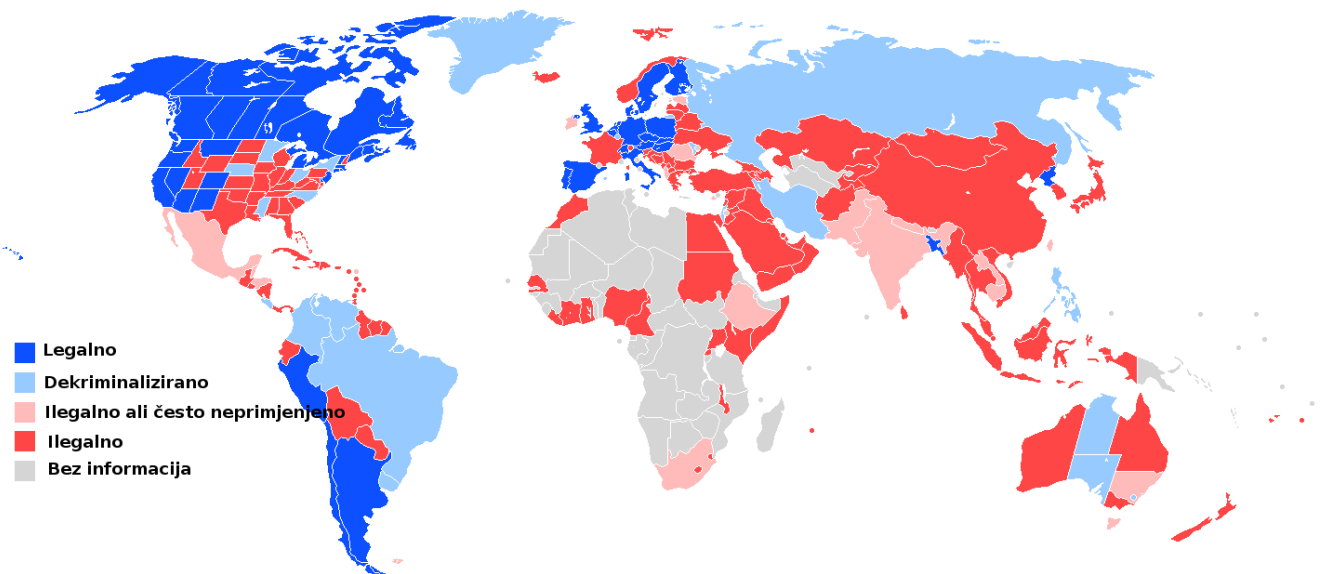 Legalno
Dekriminalizirano
Ilegalno ali često neprimjenjeno
Ilegalno
Bez informacija